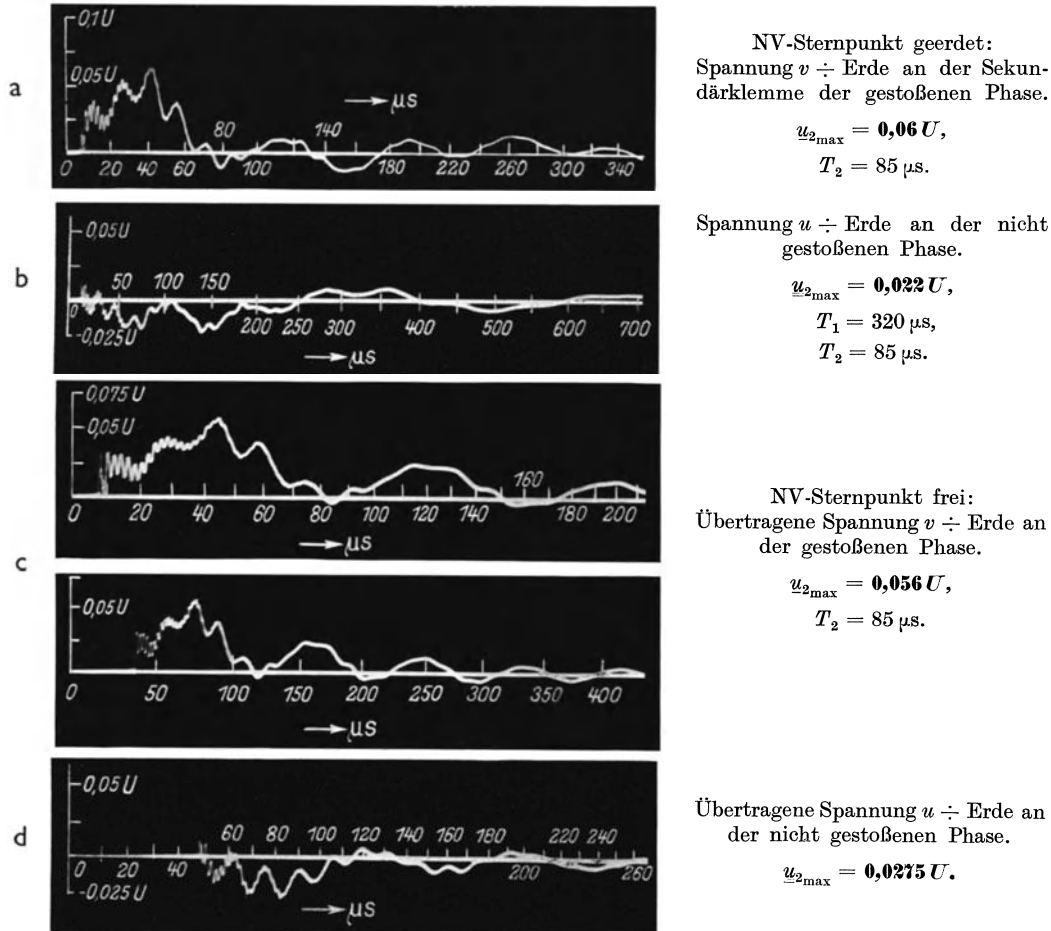 a
0,1U
0,05U
μs
80
140
0 20 40 60 100 180 220 260 300 340
NV-Sternpunkt geerdet:
Spannung v ÷ Erde an der Sekun-
därklemme der gestoßenen Phase.
u₂max = 0,06 U,
T₂ = 85 μs.
b
0,05U
50 100 150
0
200 250 300 400 500 600 700
-0,025U
μs
Spannung u ÷ Erde an der nicht
gestoßenen Phase.
u₂max = 0,022 U,
T₁ = 320 μs,
T₂ = 85 μs.
c
0,075U
0,05U
160
0 20 40 60 80 100 120 140 180 200
μs
0,05U
0 50 100 150 200 250 300 350 400
μs
NV-Sternpunkt frei:
Übertragene Spannung v ÷ Erde an
der gestoßenen Phase.
u₂max = 0,056 U,
T₂ = 85 μs.
d
0,05U
60 80 100 120 140 160 180 220 240
0 20 40 200 260
-0,025U
μs
Übertragene Spannung u ÷ Erde an
der nicht gestoßenen Phase.
u₂max = 0,0275 U.